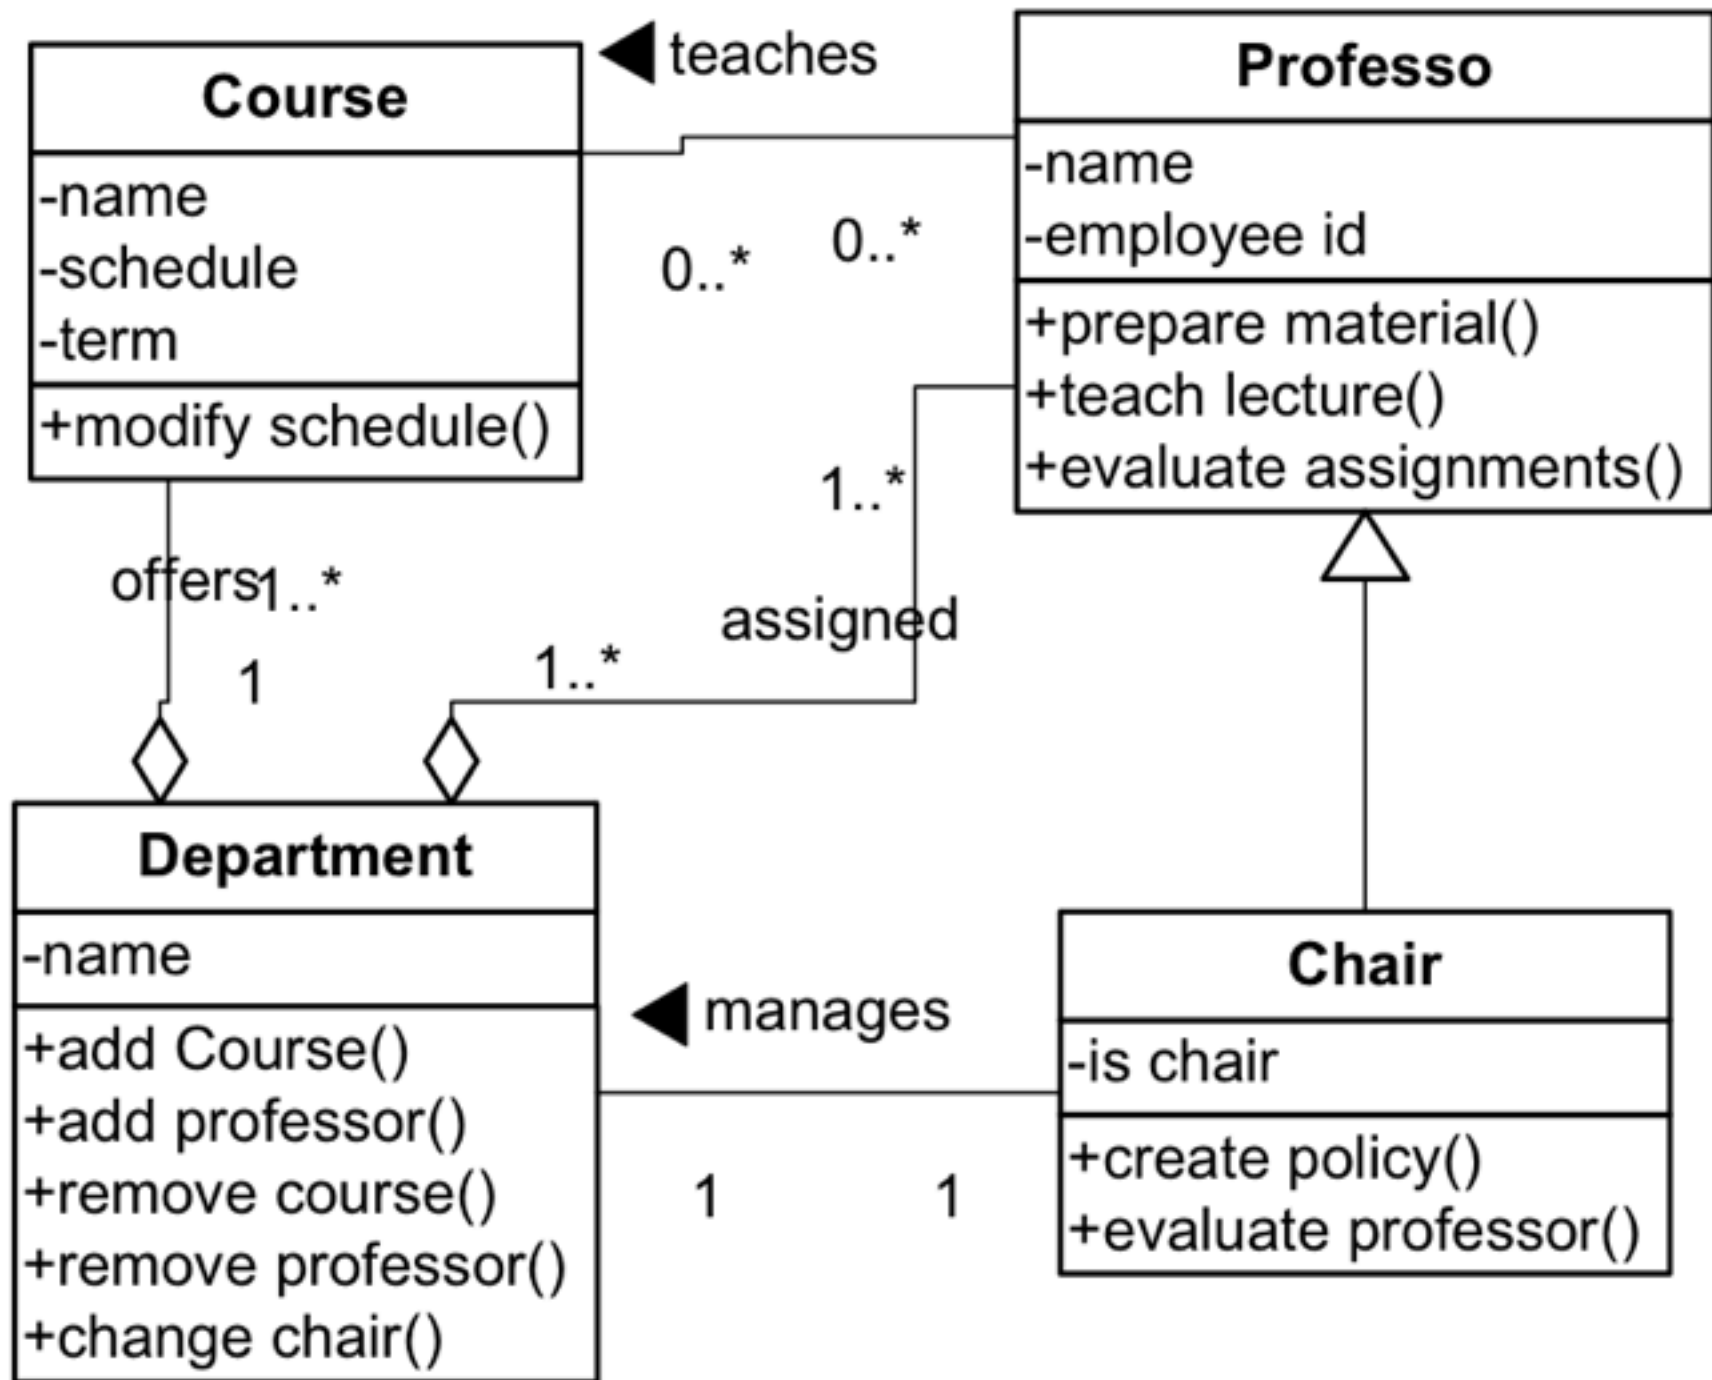 Course
-name
-schedule
-term
+modify schedule()
teaches
0..*
0..*
Professo
-name
-employee id
+prepare material()
+teach lecture()
+evaluate assignments()
offers
1..*
1
1..*
assigned
1..*
Department
-name
+add Course()
+add professor()
+remove course()
+remove professor()
+change chair()
manages
1
1
Chair
-is chair
+create policy()
+evaluate professor()